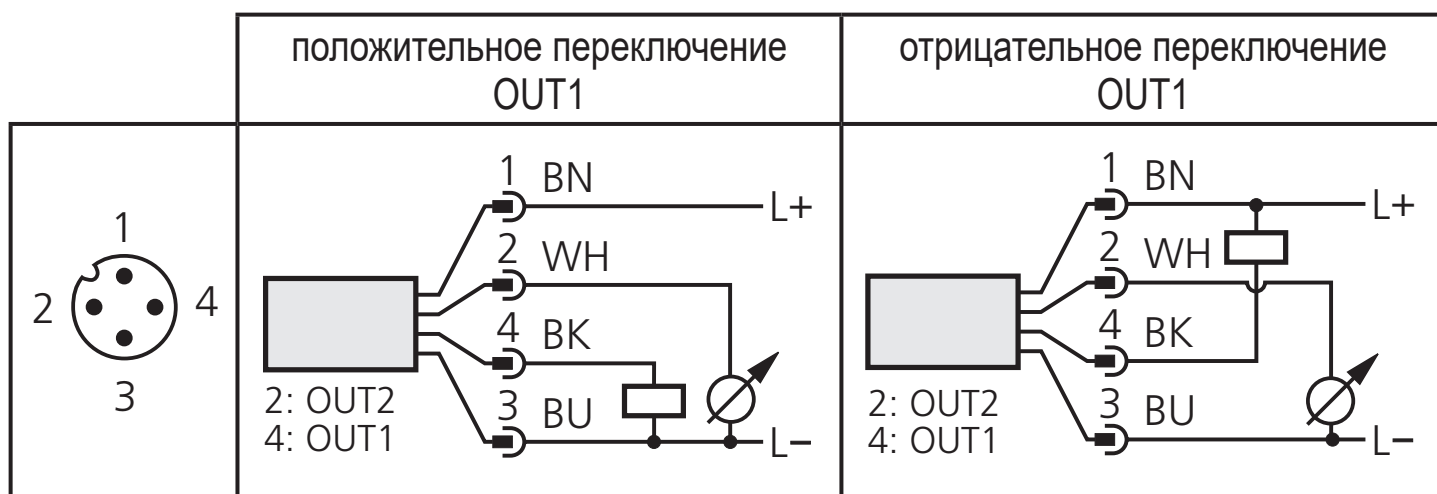 положительное переключение
OUT1
отрицательное переключение
OUT1
1
2
4
3
1 BN
L+
2 WH
4 BK
3 BU
L–
2: OUT2
4: OUT1
1 BN
L+
2 WH
4 BK
3 BU
L–
2: OUT2
4: OUT1